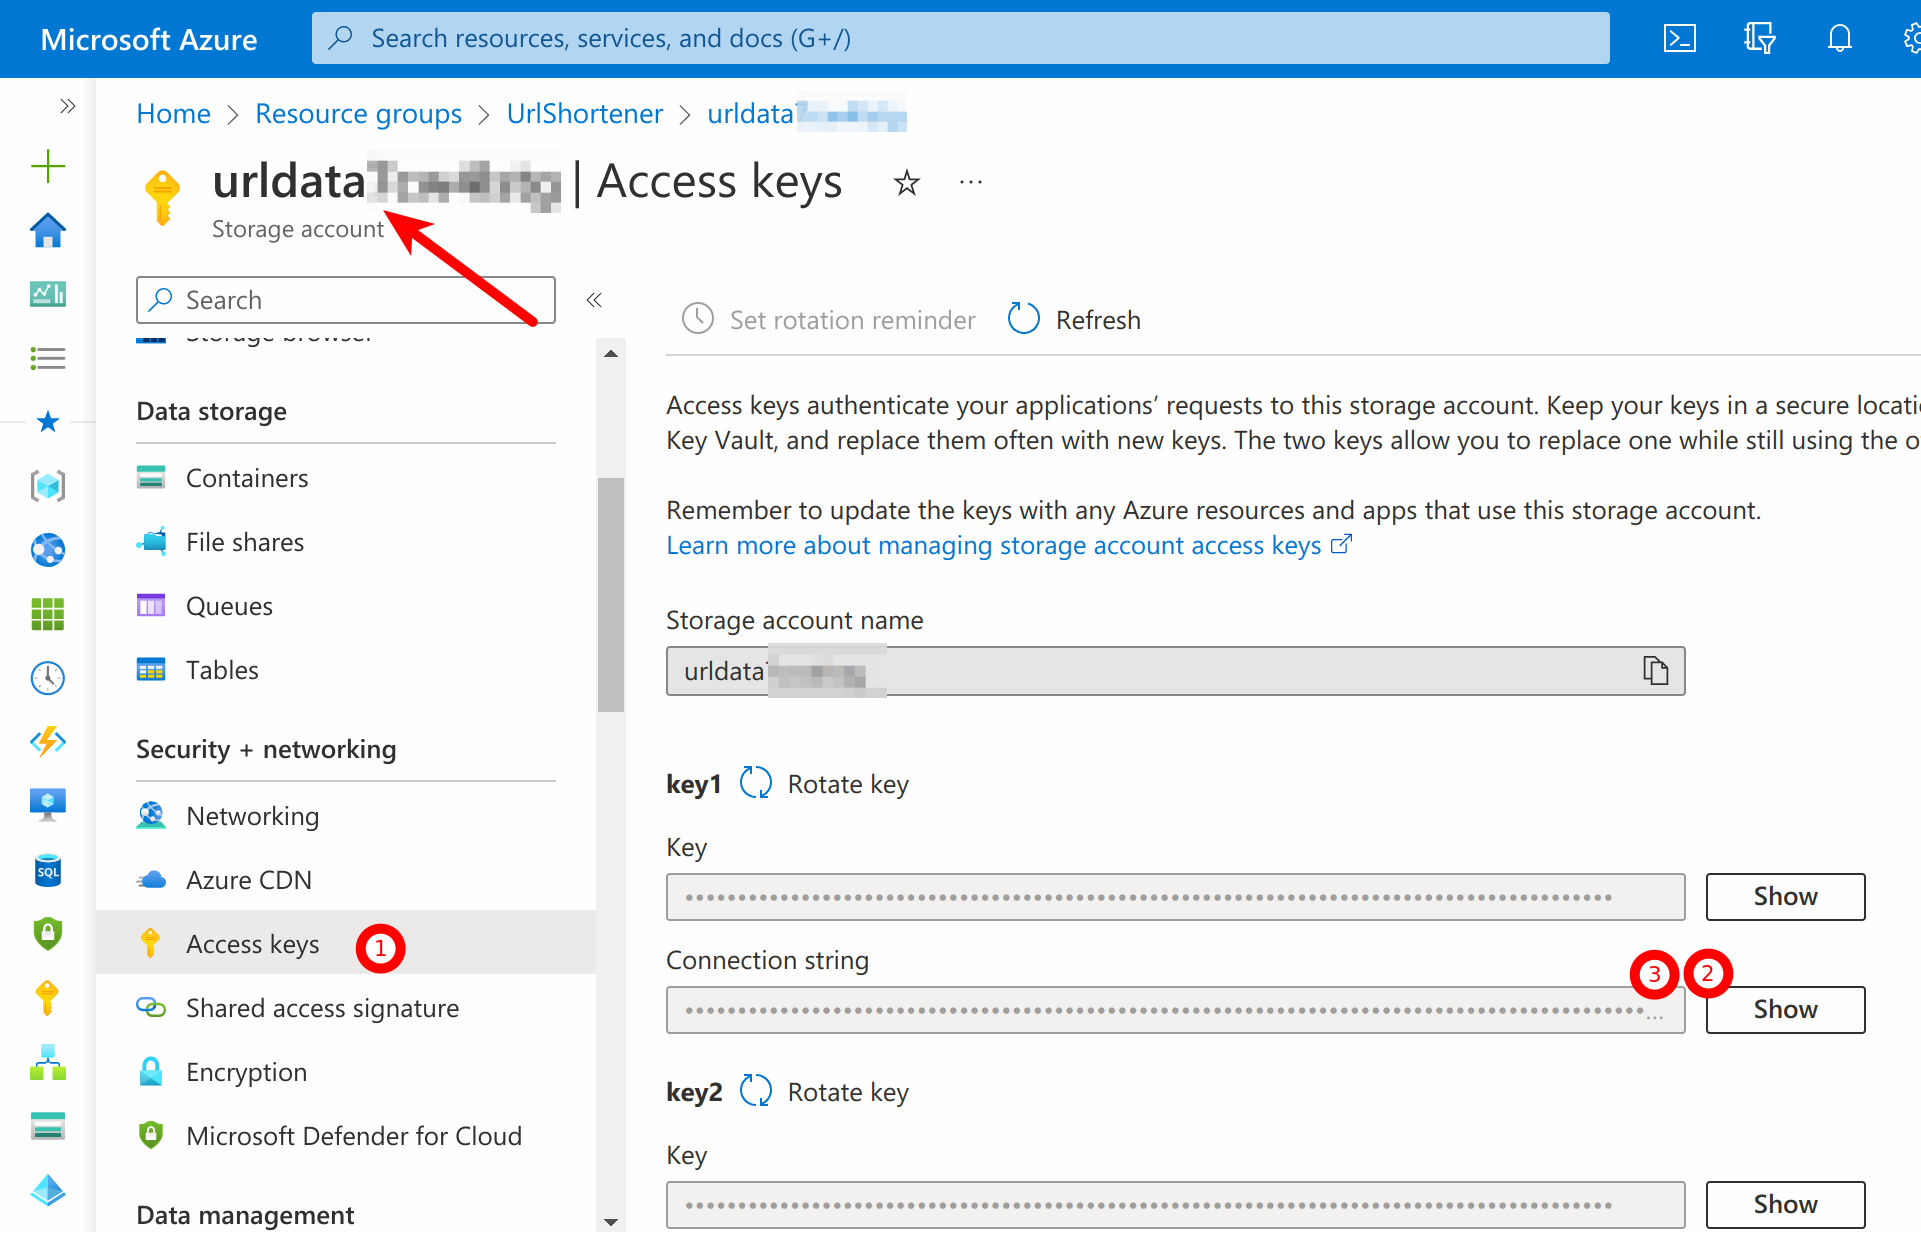 Microsoft Azure
Search resources, services, and docs (G+/)
Home > Resource groups > UrlShortener > urldata
urldata | Access keys
Storage account
Search
Storage browser
Data storage
Containers
File shares
Queues
Tables
Security + networking
Networking
Azure CDN
Access keys 1
Shared access signature
Encryption
Microsoft Defender for Cloud
Data management
SQL
Set rotation reminder Refresh
Access keys authenticate your applications’ requests to this storage account. Keep your keys in a secure
Key Vault, and replace them often with new keys. The two keys allow you to replace one while still using the
Remember to update the keys with any Azure resources and apps that use this storage account.
Learn more about managing storage account access keys
Storage account name
urldata
key1 Rotate key
Key
Show
Connection string
3 2
Show
key2 Rotate key
Key
Show